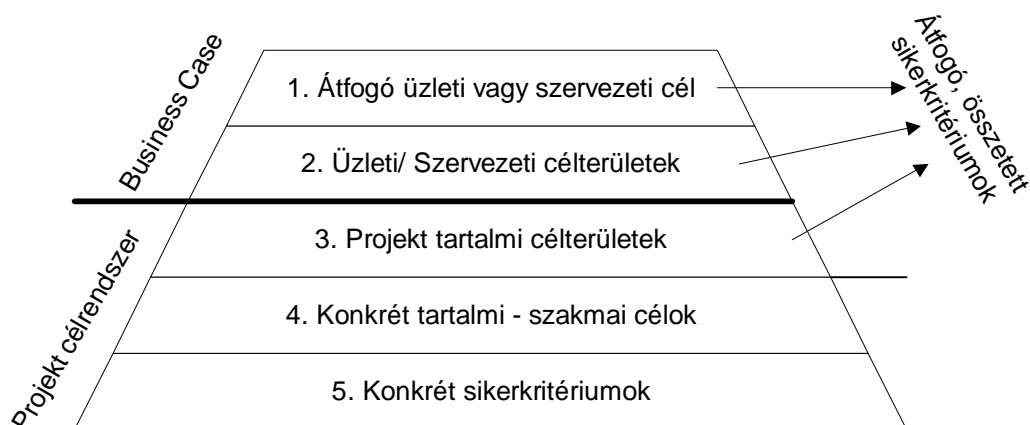 Business Case
Projekt célrendszer
1. Átfogó üzleti vagy szervezeti cél
2. Üzleti/ Szervezeti célterületek
3. Projekt tartalmi célterületek
4. Konkrét tartalmi - szakmai célok
5. Konkrét sikerkritériumok
Átfogó, összetett
sikerkritériumok